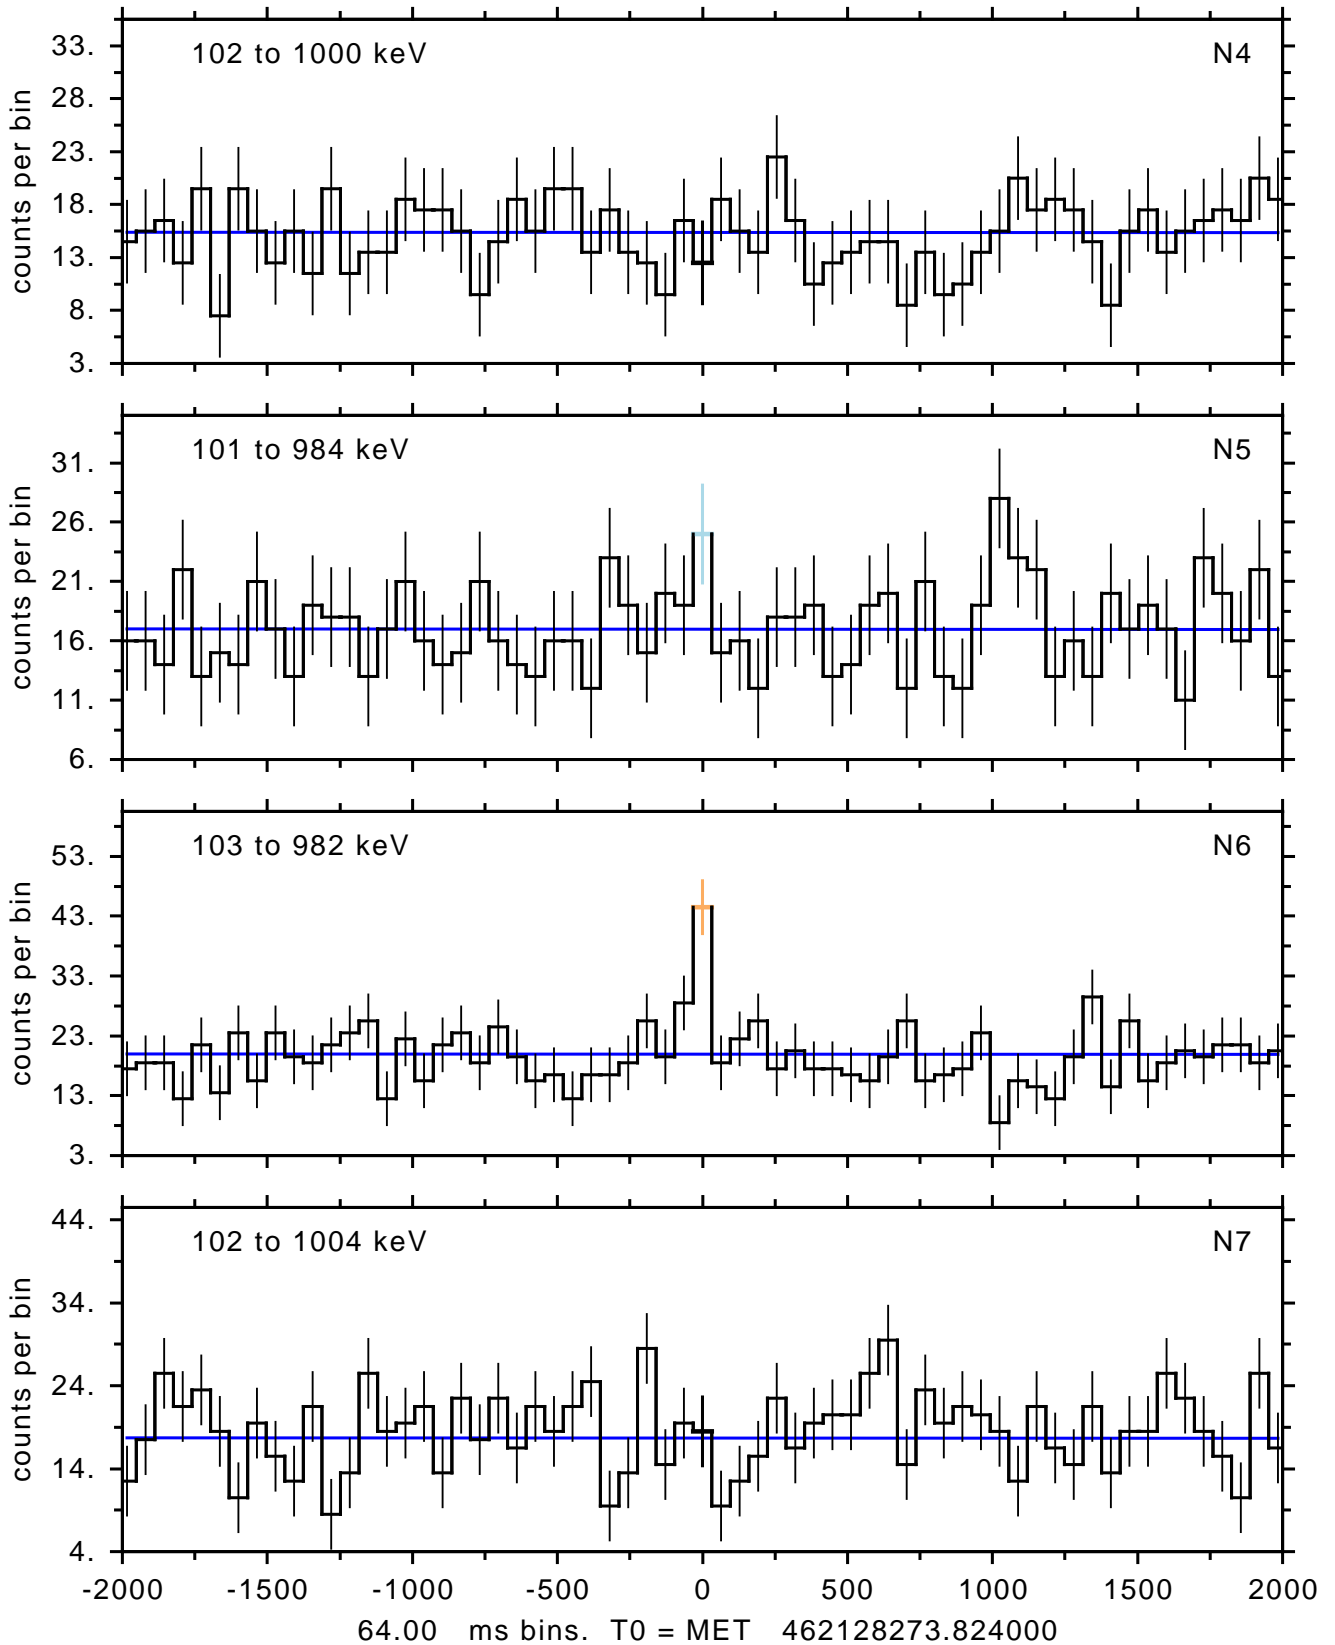 102 to 1000 keV N4
33.
28.
23.
18.
13.
8.
3.
counts per bin
101 to 984 keV N5
31.
26.
21.
16.
11.
6.
counts per bin
103 to 982 keV N6
53.
43.
33.
23.
13.
3.
counts per bin
102 to 1004 keV N7
44.
34.
24.
14.
4.
counts per bin
-2000 -1500 -1000 -500 0 500 1000 1500 2000
64.00 ms bins. T0 = MET 462128273.824000